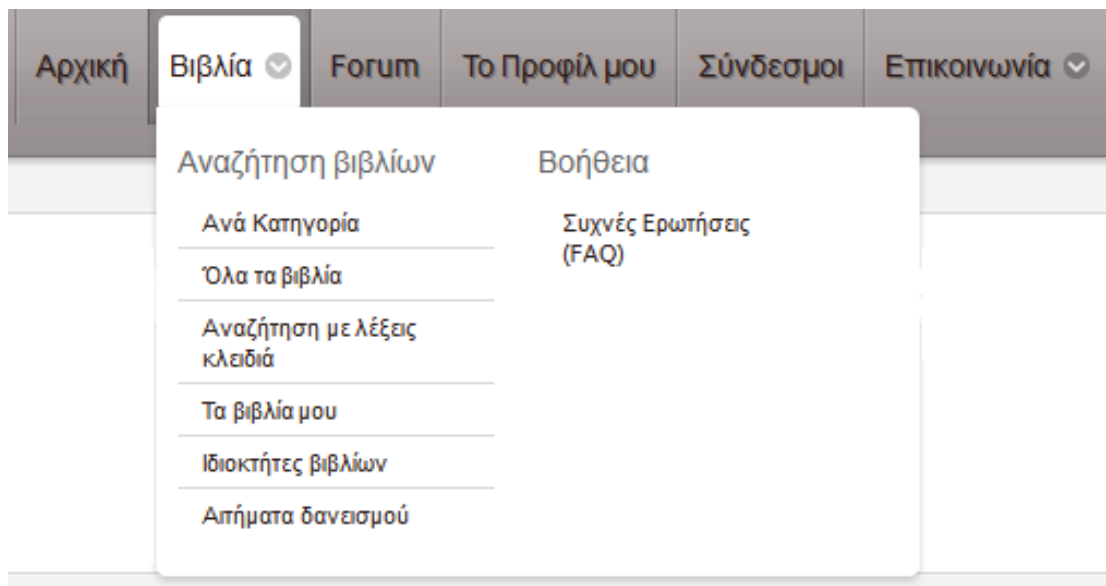 Αρχική Βιβλία Forum Το Προφίλ μου Σύνδεσμοι Επικοινωνία
Αναζήτηση βιβλίων
Ανά Κατηγορία
Όλα τα βιβλία
Αναζήτηση με λέξεις
κλειδιά
Τα βιβλία μου
Ιδιοκτήτες βιβλίων
Αιτήματα δανεισμού
Βοήθεια
Συχνές Ερωτήσεις
(FAQ)